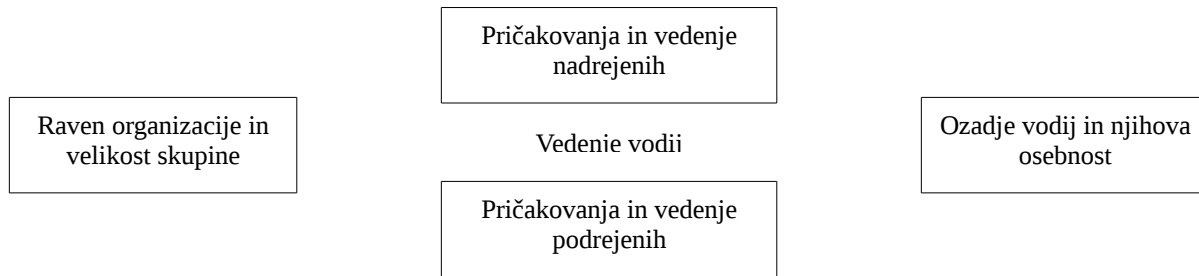 Pričakovanja in vedenje
nadrejenih
Raven organizacije in
velikost skupine
Vedenje vodij
Ozadje vodij in njihova
osebnost
Pričakovanja in vedenje
podrejenih